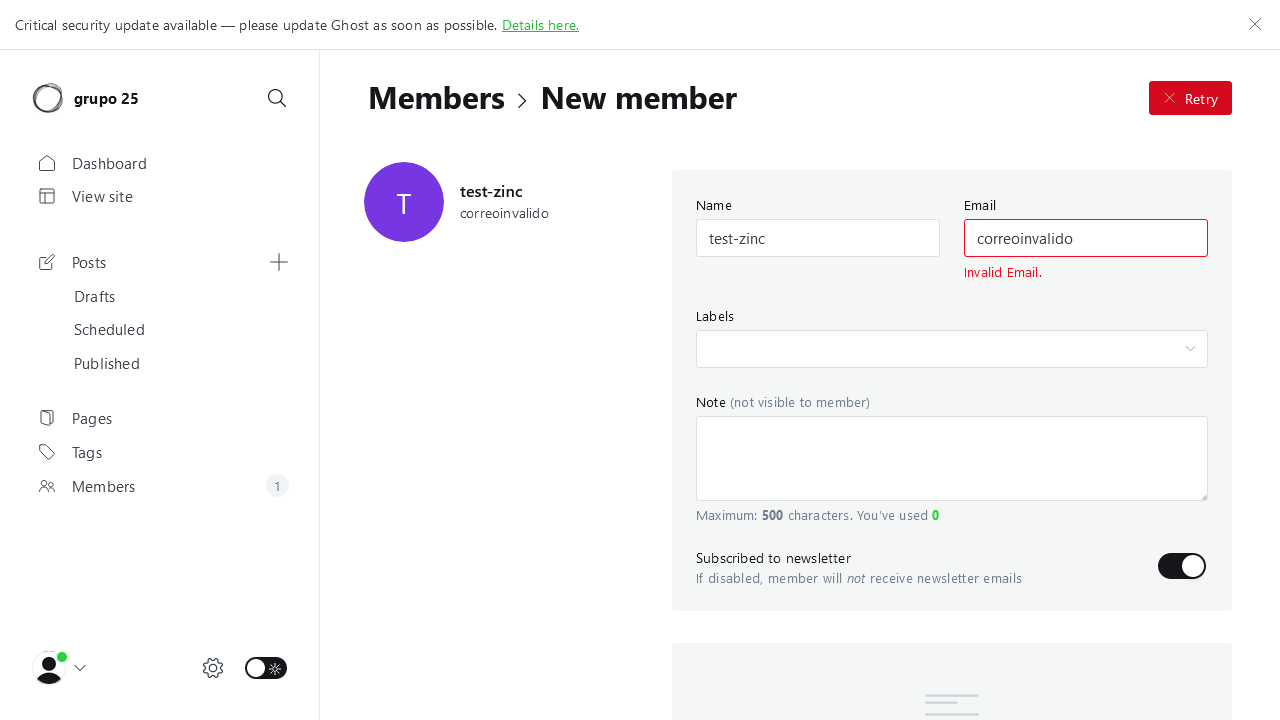 Critical security update available — please update Ghost as soon as possible. Details here.
grupo 25
Members > New member
Retry
Dashboard
View site
T
test-zinc
correoinvalido
Name
Email
test-zinc
correoinvalido
Invalid Email.
Posts
Drafts
Scheduled
Published
Labels
Pages
Tags
Members
1
Note (not visible to member)
Maximum: 500 characters. You've used 0
Subscribed to newsletter
If disabled, member will not receive newsletter emails